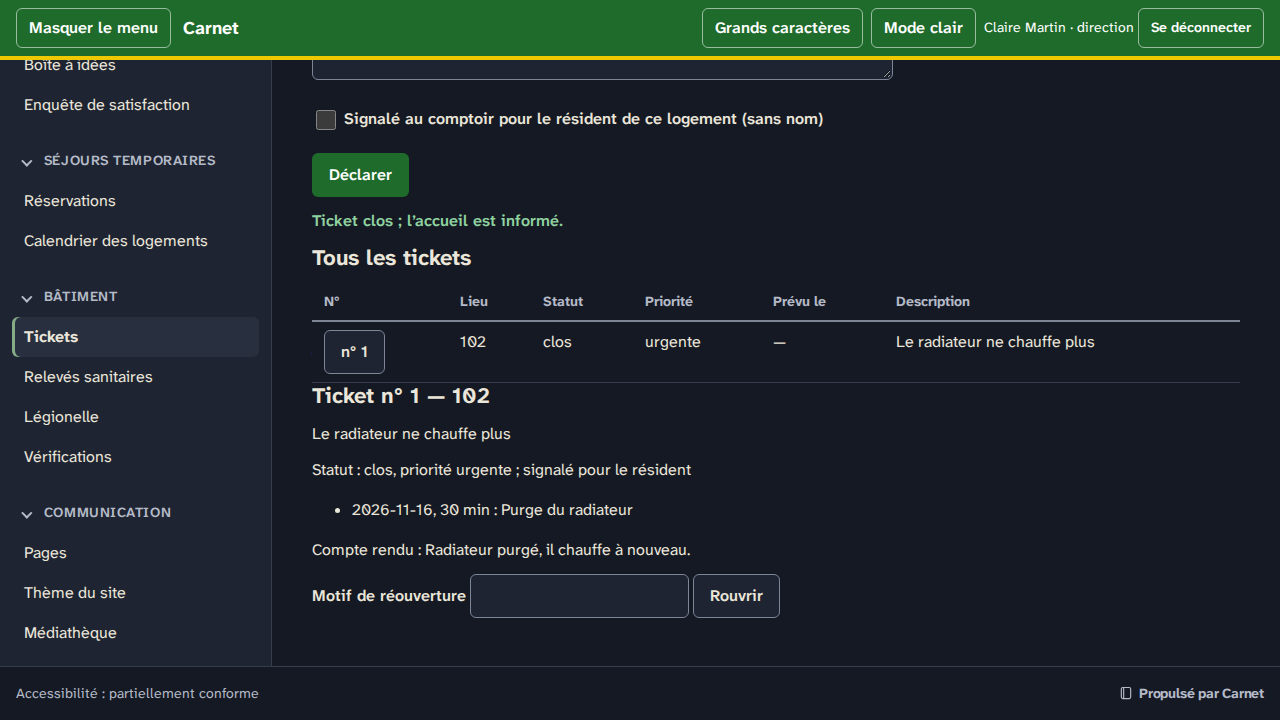 Masquer le menu
Carnet
Grands caractères
Mode clair
Claire Martin · direction
Se déconnecter
Boîte à idées
Enquête de satisfaction
SÉJOURS TEMPORAIRES
Réservations
Calendrier des logements
BÂTIMENT
Tickets
Relevés sanitaires
Légionelle
Vérifications
COMMUNICATION
Pages
Thème du site
Médiathèque
Signalé au comptoir pour le résident de ce logement (sans nom)
Déclarer
Ticket clos ; l'accueil est informé.
Tous les tickets
N° Lieu Statut Priorité Prévu le Description
n° 1 102 clos urgente — Le radiateur ne chauffe plus
Ticket n° 1 — 102
Le radiateur ne chauffe plus
Statut : clos, priorité urgente ; signalé pour le résident
• 2026-11-16, 30 min : Purge du radiateur
Compte rendu : Radiateur purgé, il chauffe à nouveau.
Motif de réouverture
Rouvrir
Accessibilité : partiellement conforme
Propulsé par Carnet